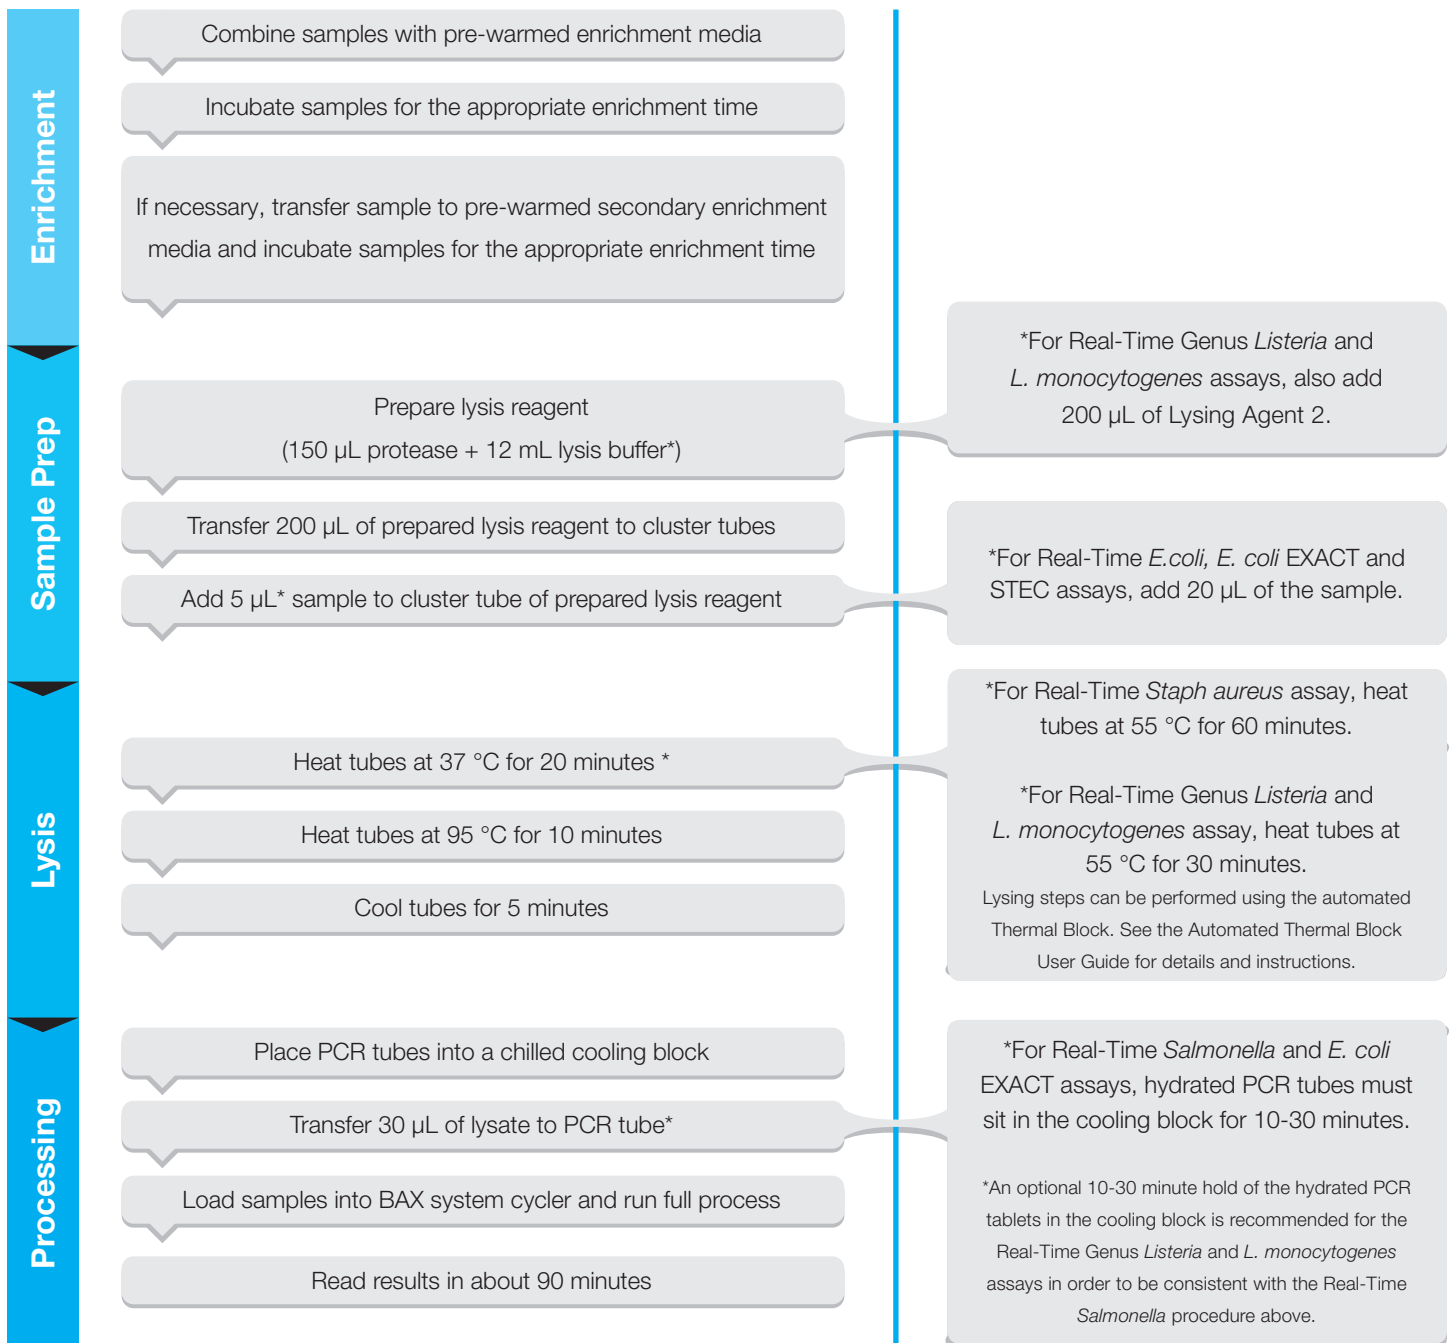 Enrichment
Combine samples with pre-warmed enrichment media
Incubate samples for the appropriate enrichment time
If necessary, transfer sample to pre-warmed secondary enrichment
media and incubate samples for the appropriate enrichment time
Sample Prep
Prepare lysis reagent
(150 µL protease + 12 mL lysis buffer*)
*For Real-Time Genus Listeria and
L. monocytogenes assays, also add
200 µL of Lysing Agent 2.
Transfer 200 µL of prepared lysis reagent to cluster tubes
Add 5 µL* sample to cluster tube of prepared lysis reagent
*For Real-Time E.coli, E. coli EXACT and
STEC assays, add 20 µL of the sample.
Lysis
Heat tubes at 37 °C for 20 minutes *
Heat tubes at 95 °C for 10 minutes
Cool tubes for 5 minutes
*For Real-Time Staph aureus assay, heat
tubes at 55 °C for 60 minutes.
*For Real-Time Genus Listeria and
L. monocytogenes assay, heat tubes at
55 °C for 30 minutes.
Lysing steps can be performed using the automated
Thermal Block. See the Automated Thermal Block
User Guide for details and instructions.
Processing
Place PCR tubes into a chilled cooling block
Transfer 30 µL of lysate to PCR tube*
Load samples into BAX system cycler and run full process
Read results in about 90 minutes
*For Real-Time Salmonella and E. coli
EXACT assays, hydrated PCR tubes must
sit in the cooling block for 10-30 minutes.
*An optional 10-30 minute hold of the hydrated PCR
tablets in the cooling block is recommended for the
Real-Time Genus Listeria and L. monocytogenes
assays in order to be consistent with the Real-Time
Salmonella procedure above.